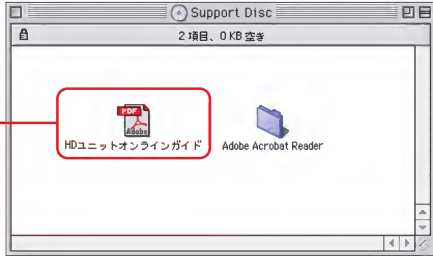 Support Disc
2 項目、0 KB 空き
PDF
Adobe
HDユニットオンラインガイド
Adobe Acrobat Reader